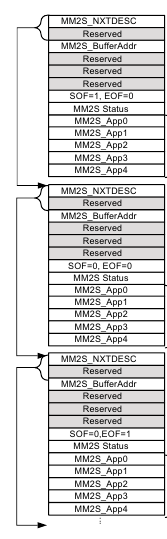 MM2S_NXTDESC
Reserved
MM2S_BufferAddr
Reserved
Reserved
Reserved
SOF=1, EOF=0
MM2S Status
MM2S_App0
MM2S_App1
MM2S_App2
MM2S_App3
MM2S_App4
MM2S_NXTDESC
Reserved
MM2S_BufferAddr
Reserved
Reserved
Reserved
SOF=0, EOF=0
MM2S Status
MM2S_App0
MM2S_App1
MM2S_App2
MM2S_App3
MM2S_App4
MM2S_NXTDESC
Reserved
MM2S_BufferAddr
Reserved
Reserved
Reserved
SOF=0,EOF=1
MM2S Status
MM2S_App0
MM2S_App1
MM2S_App2
MM2S_App3
MM2S_App4
⋮